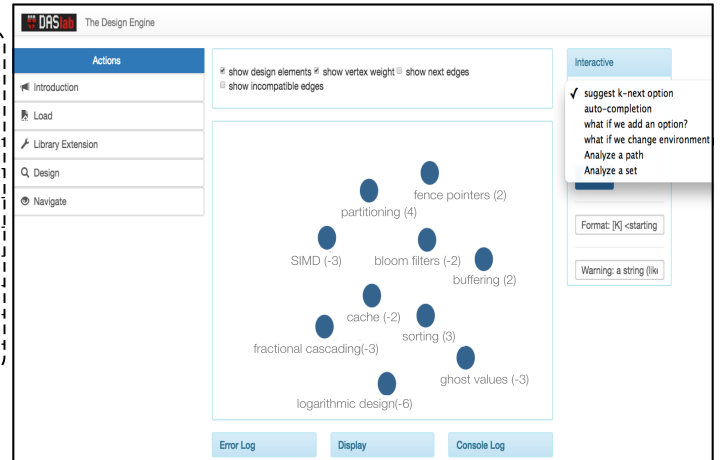 DASlab The Design Engine
Actions
Introduction
Load
Library Extension
Design
Navigate
show design elements show vertex weight show next edges
show incompatible edges
fence pointers (2)
partitioning (4)
SIMD (-3)
bloom filters (-2)
buffering (2)
cache (-2)
sorting (3)
fractional cascading(-3)
ghost values (-3)
logarithmic design(-6)
Error Log
Display
Console Log
Interactive
✓ suggest k-next option
auto-completion
what if we add an option?
what if we change environment
Analyze a path
Analyze a set
Format: [K] <starting
Warning: a string (like